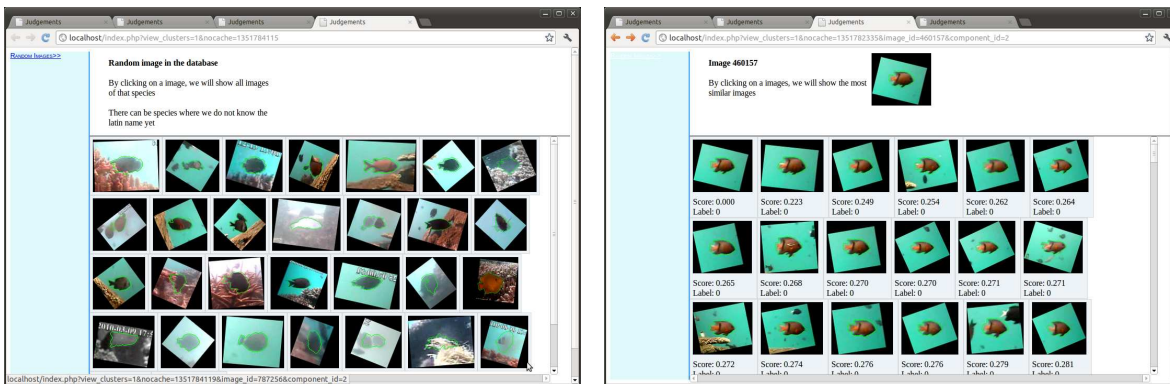 Judgements
Judgements
Judgements
Judgements
localhost/index.php?view_clusters=1&nocache=1351784115
Random Images>>
Random image in the database
By clicking on an image, we will show all images
of that species
There can be species where we do not know the
latin name yet
localhost/index.php?view_clusters=1&nocache=1351784119&image_id=787256&component_id=2
Judgements
Judgements
Judgements
Judgements
localhost/index.php?view_clusters=1&nocache=1351782335&image_id=460157&component_id=2
Image 460157
By clicking on a images, we will show the most
similar images
Score: 0.000 Score: 0.223 Score: 0.249 Score: 0.254 Score: 0.262 Score: 0.264
Label: 0 Label: 0 Label: 0 Label: 0 Label: 0 Label: 0
Score: 0.265 Score: 0.268 Score: 0.270 Score: 0.270 Score: 0.271 Score: 0.271
Label: 0 Label: 0 Label: 0 Label: 0 Label: 0 Label: 0
Score: 0.272 Score: 0.274 Score: 0.276 Score: 0.276 Score: 0.279 Score: 0.281